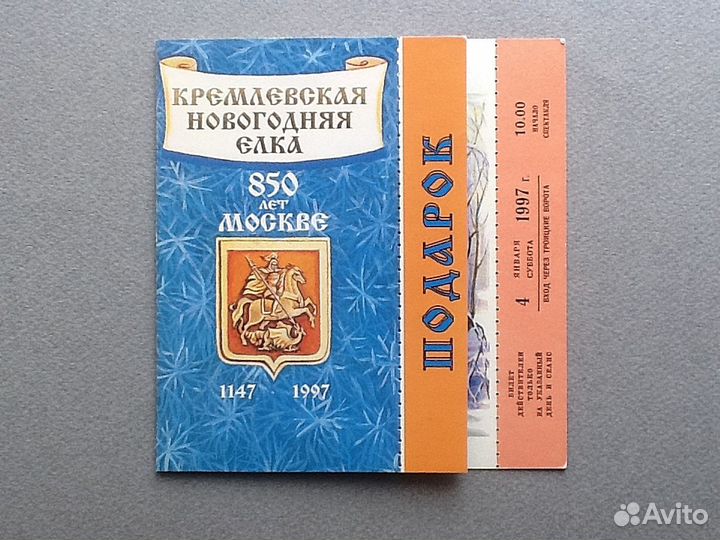 КРЕМЛЕВСКАЯ
НОВОГОДНЯЯ
ЕЛКА
850
ЛЕТ
МОСКВЕ
1147 · 1997
ПОДАРОК
БИЛЕТ
ДЕЙСТВИТЕЛЕН
ТОЛЬКО
НА УКАЗАННЫЙ
ДЕНЬ И СЕАНС
4 ЯНВАРЯ 1997 г.
СУББОТА
ВХОД ЧЕРЕЗ ТРОИЦКИЕ ВОРОТА
10.00
НАЧАЛО
СПЕКТАКЛЯ
Avito